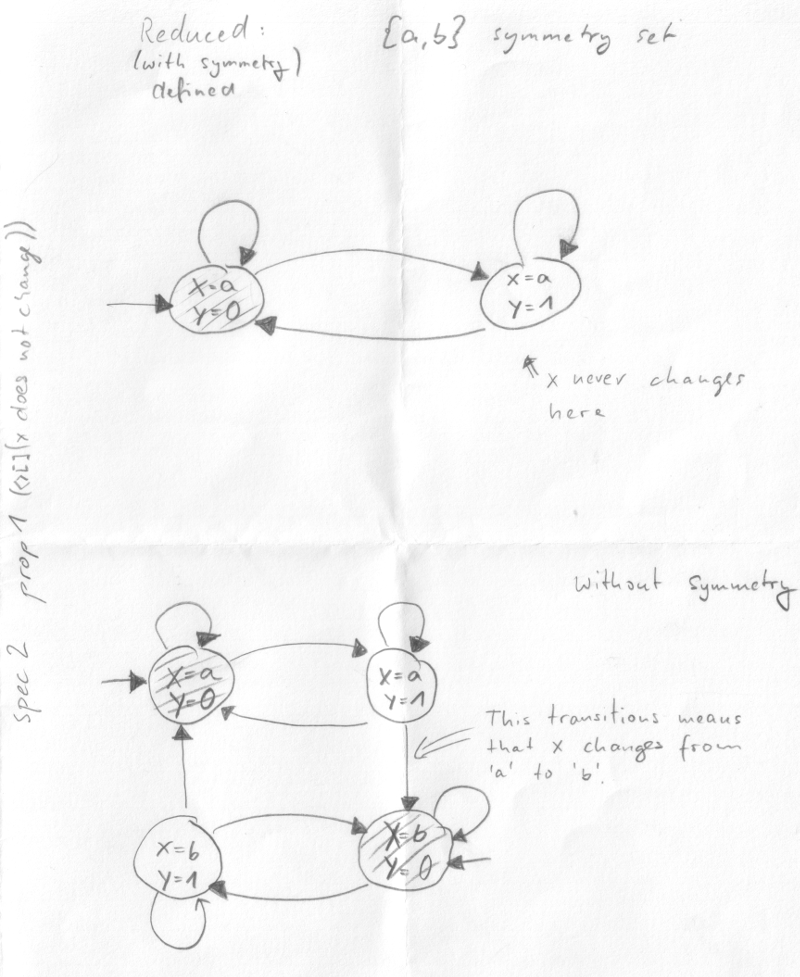 Reduced:
(with symmetry)
defined
{a,b} symmetry set
x=a
y=0
x=a
y=1
x never changes
here
Spec 2 prop 1 (<>[](x does not change))
Without symmetry
x=a
y=0
x=a
y=1
This transitions means
that x changes from
'a' to 'b'.
x=b
y=1
x=b
y=0